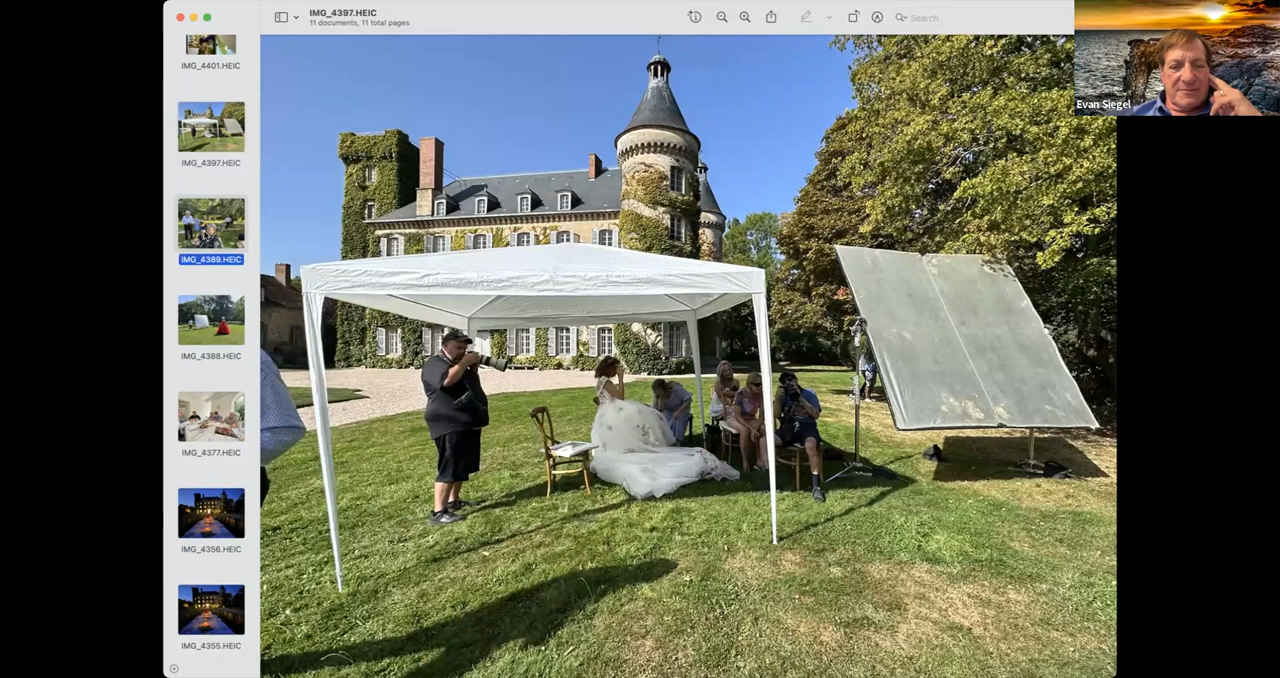 IMG_4397.HEIC
11 documents, 11 total pages
Search
Evan Siegel
IMG_4401.HEIC
IMG_4397.HEIC
IMG_4389.HEIC
IMG_4388.HEIC
IMG_4377.HEIC
IMG_4356.HEIC
IMG_4355.HEIC